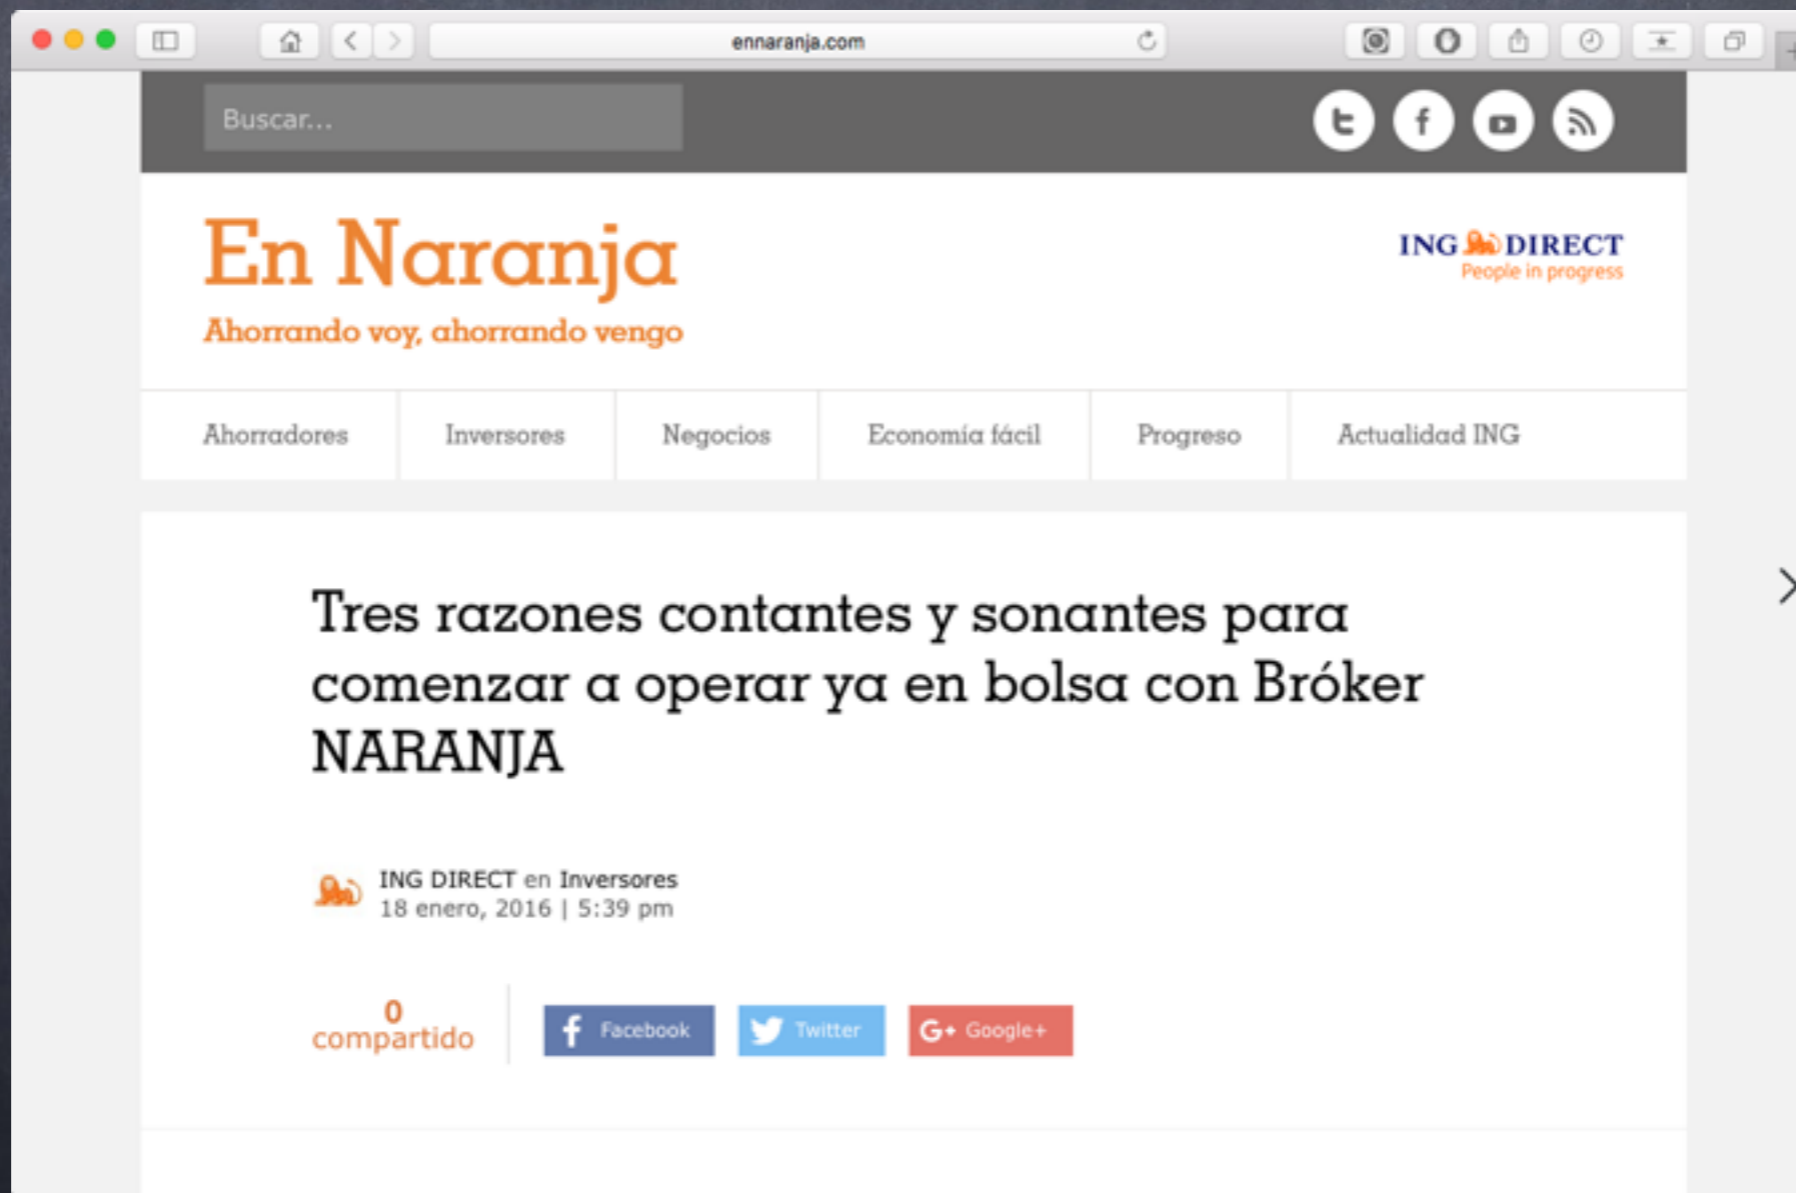 ennaranja.com
Buscar...
En Naranja
Ahorrando voy, ahorrando vengo
ING DIRECT
People in progress
Ahorradores
Inversores
Negocios
Economía fácil
Progreso
Actualidad ING
Tres razones contantes y sonantes para
comenzar a operar ya en bolsa con Bróker
NARANJA
ING DIRECT en Inversores
18 enero, 2016 | 5:39 pm
0
compartido
Facebook
Twitter
G+ Google+